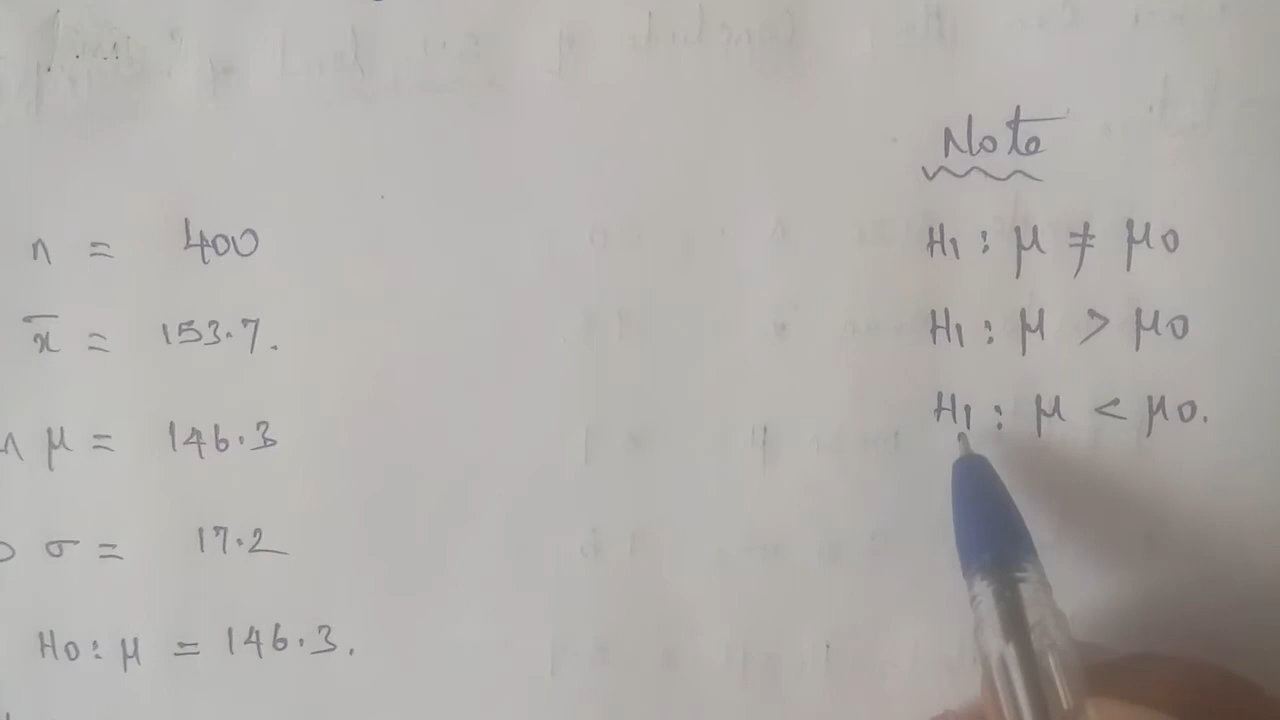 n = 400
x̄ = 153.7.
μ = 146.3
σ = 17.2
H0 : μ = 146.3.
Note
H1 : μ ≠ μ0
H1 : μ > μ0
H1 : μ < μ0.